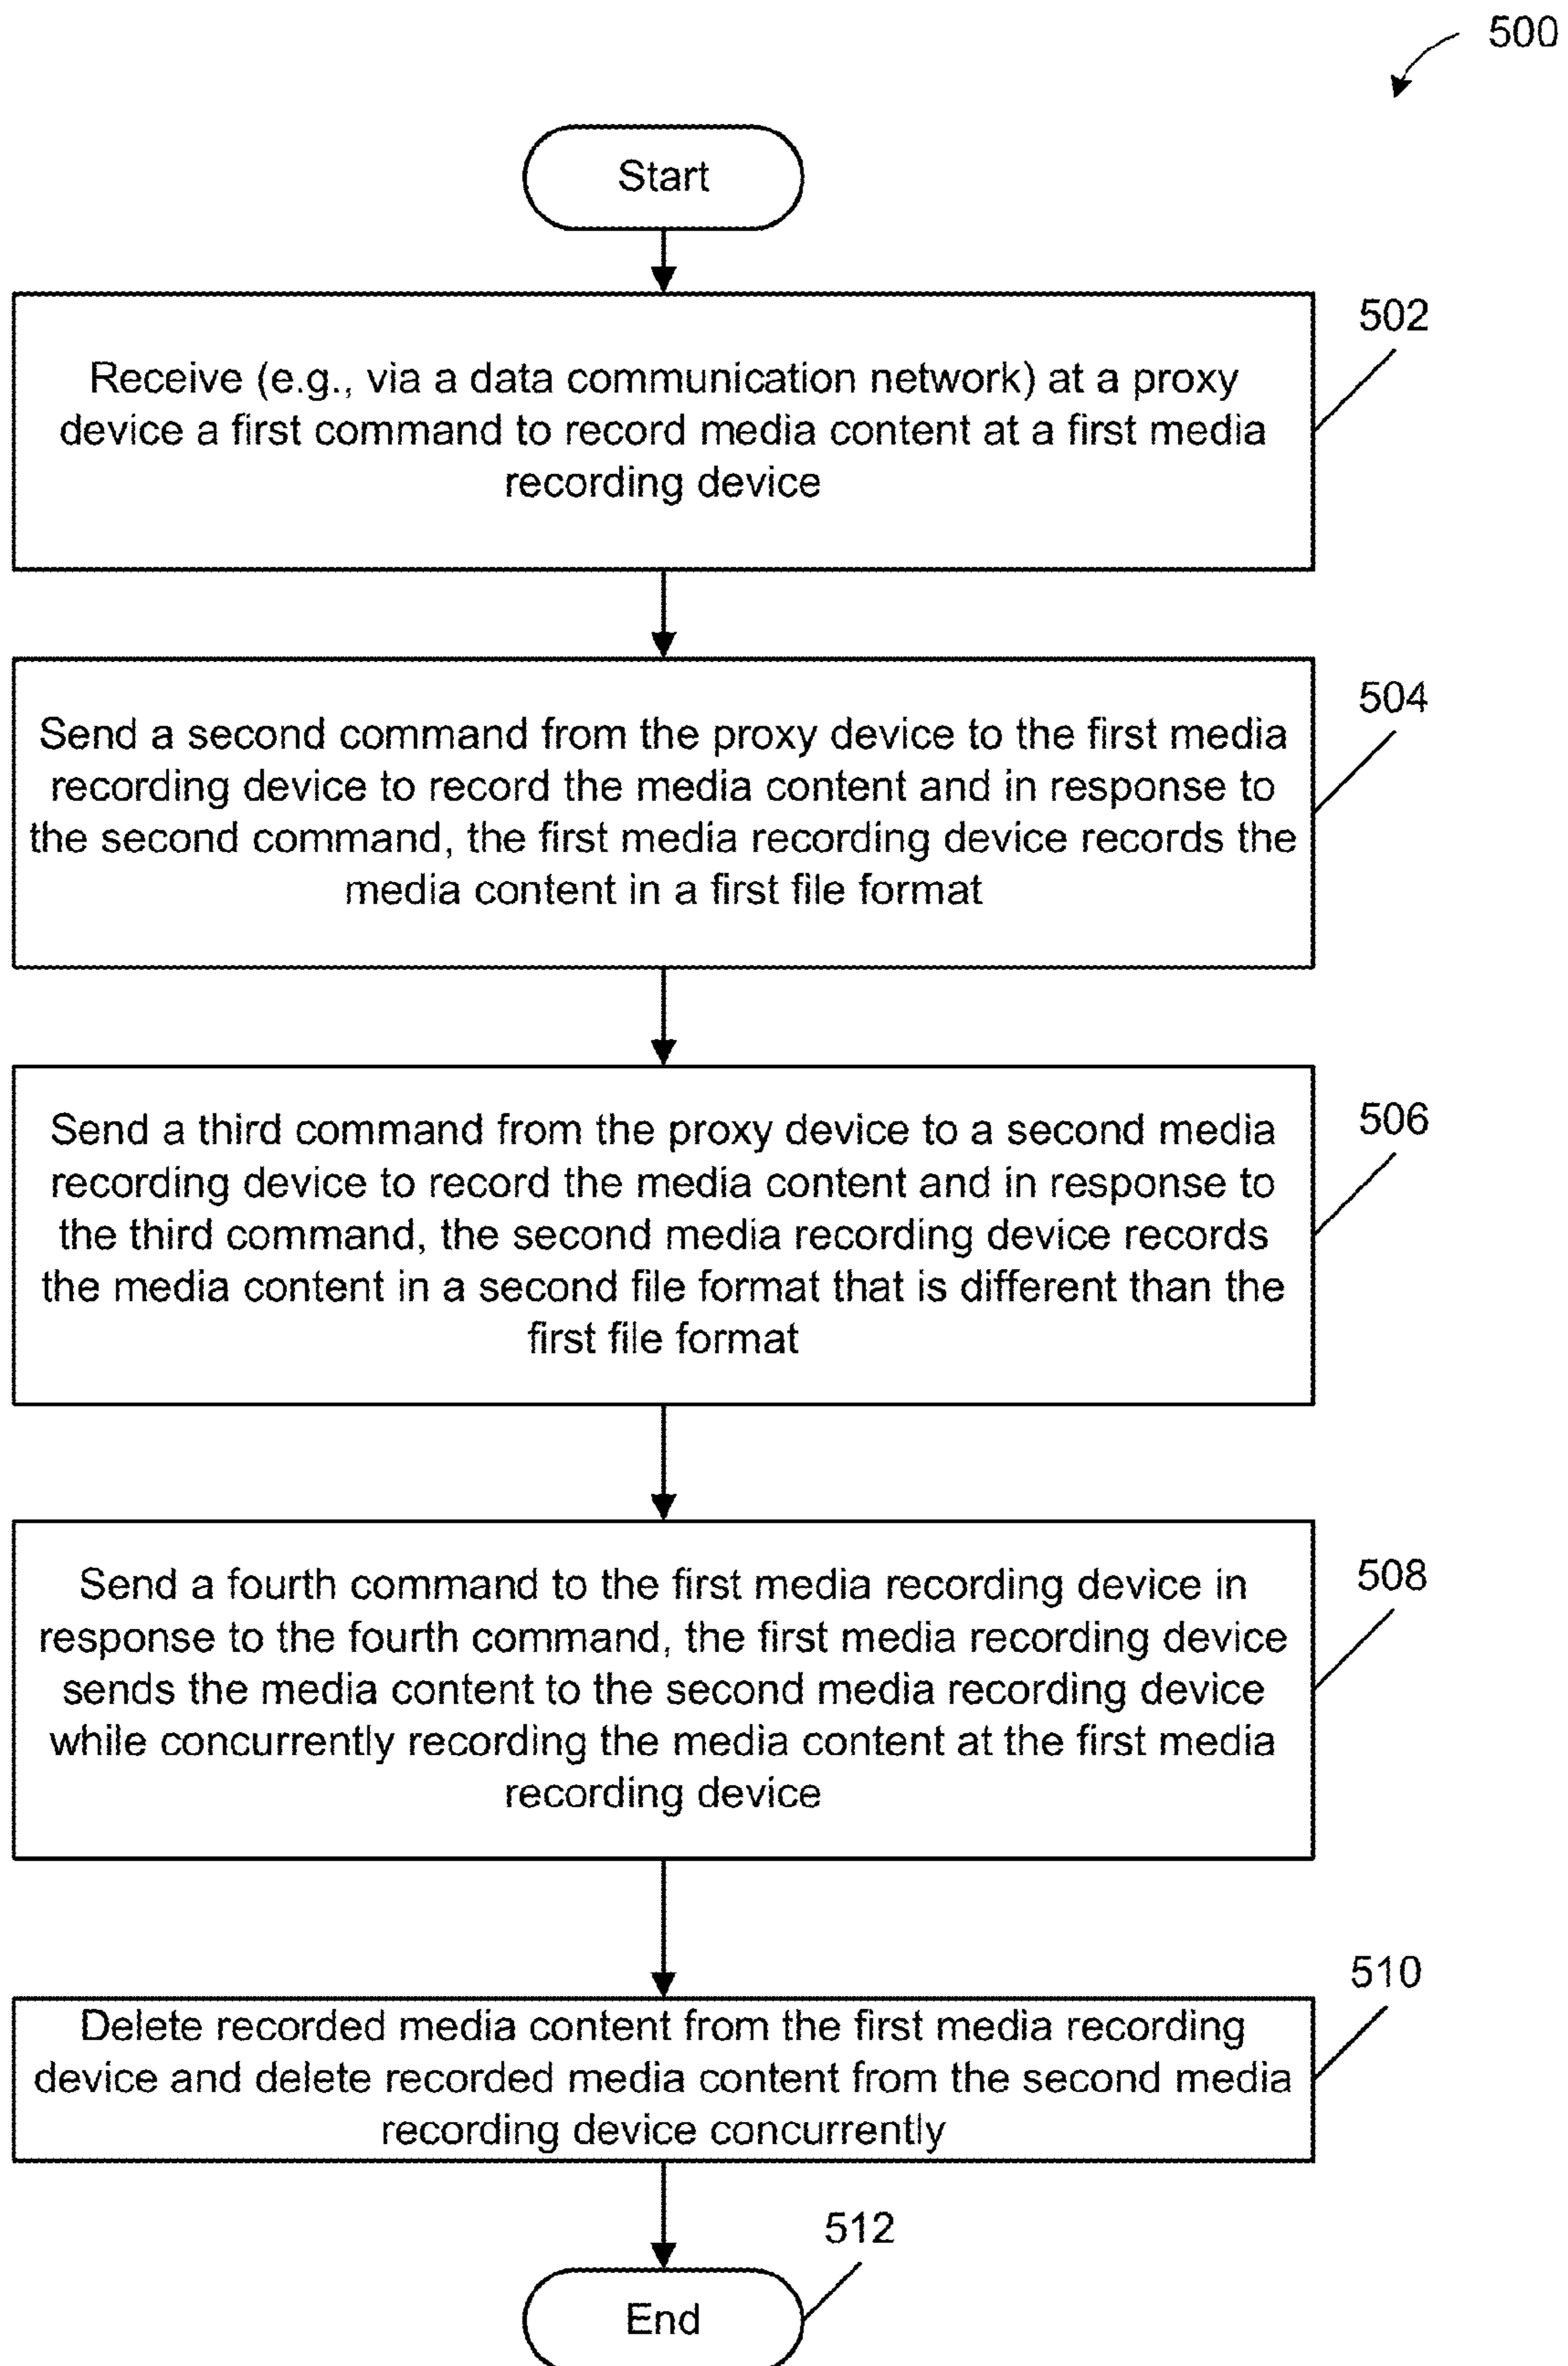 500
Start
502
Receive (e.g., via a data communication network) at a proxy
device a first command to record media content at a first media
recording device
504
Send a second command from the proxy device to the first media
recording device to record the media content and in response to
the second command, the first media recording device records the
media content in a first file format
506
Send a third command from the proxy device to a second media
recording device to record the media content and in response to
the third command, the second media recording device records
the media content in a second file format that is different than the
first file format
508
Send a fourth command to the first media recording device in
response to the fourth command, the first media recording device
sends the media content to the second media recording device
while concurrently recording the media content at the first media
recording device
510
Delete recorded media content from the first media recording
device and delete recorded media content from the second media
recording device concurrently
512
End